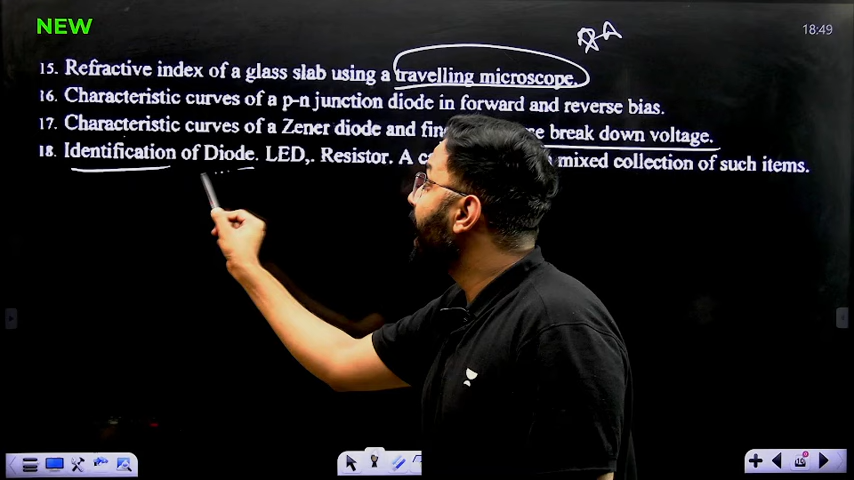 NEW
18:49
15. Refractive index of a glass slab using a travelling microscope.
16. Characteristic curves of a p-n junction diode in forward and reverse bias.
17. Characteristic curves of a Zener diode and break down voltage.
18. Identification of Diode. LED,. Resistor. A mixed collection of such items.